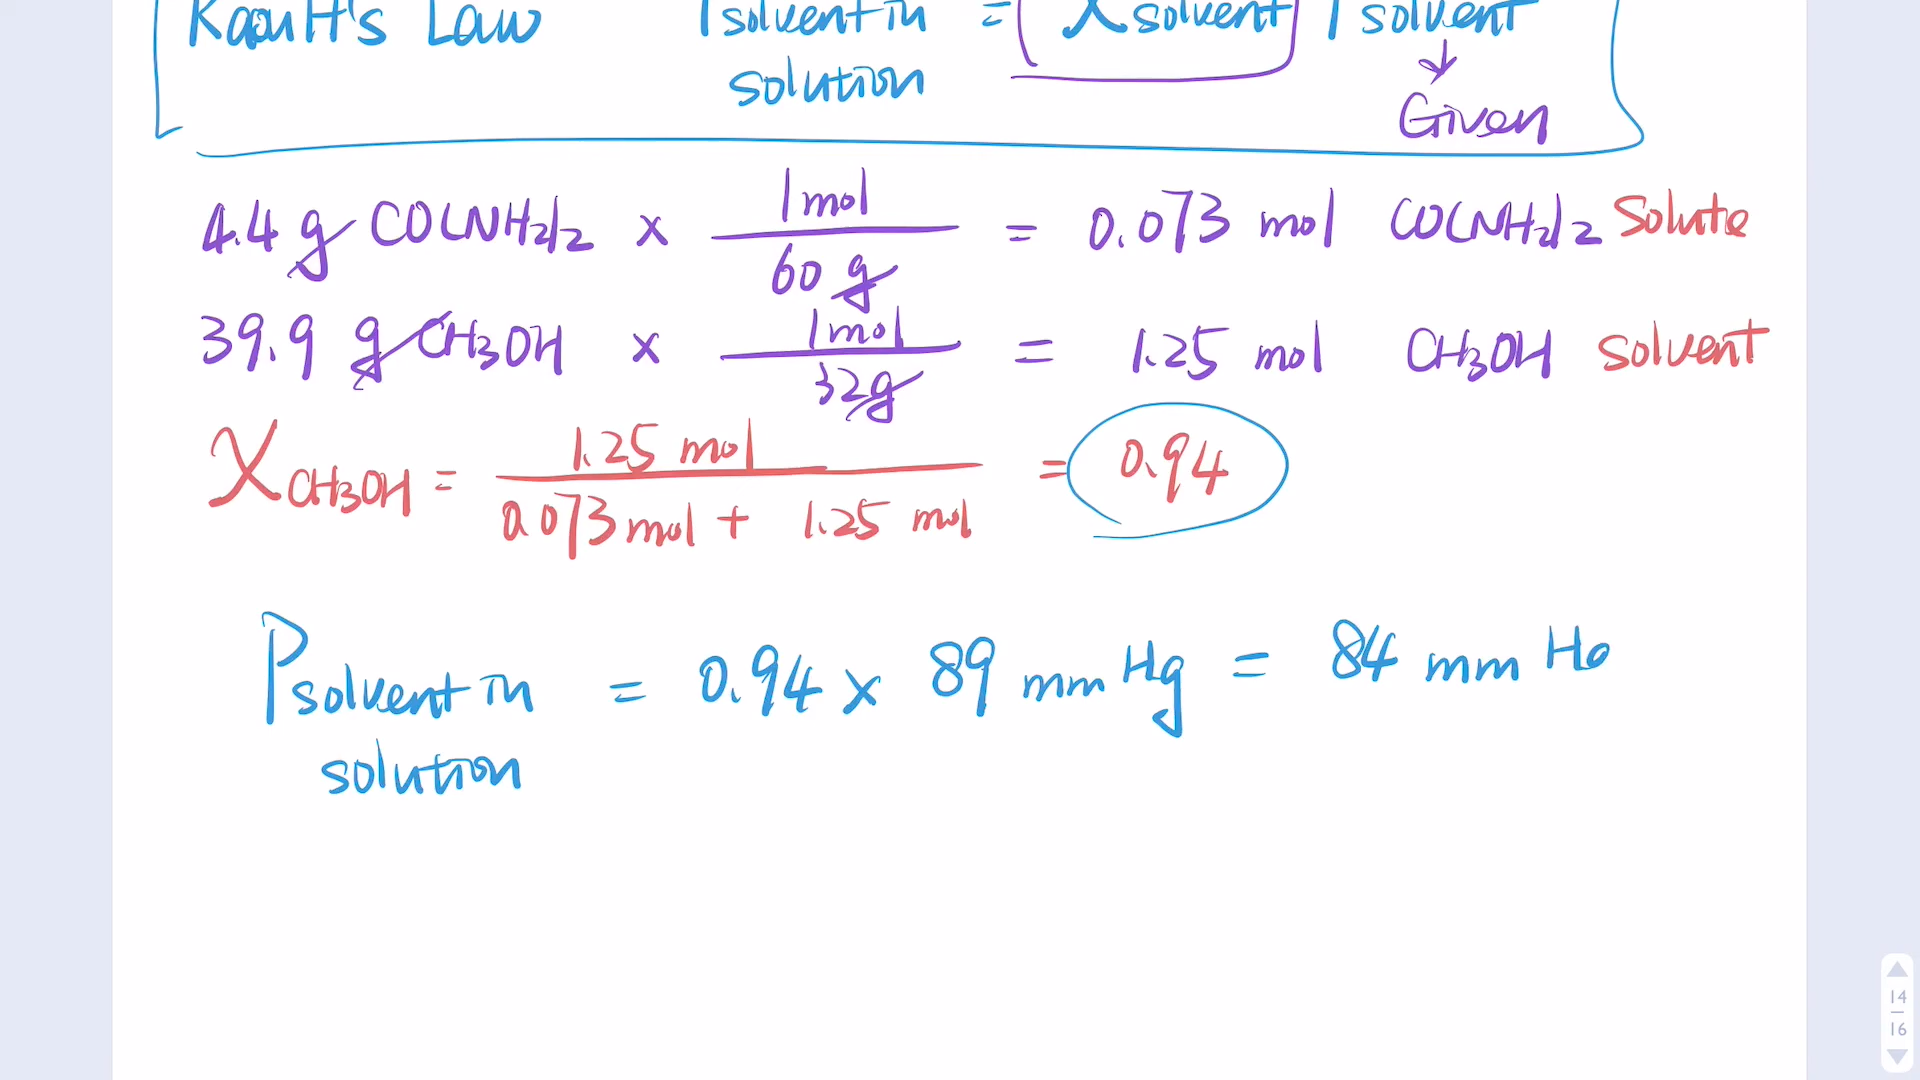 Raoult's Law P solvent in solution = X solvent P solvent
↓
Given
4.4 g CO(NH2)2 × 1 mol / 60 g = 0.073 mol CO(NH2)2 Solute
39.9 g CH3OH × 1 mol / 32 g = 1.25 mol CH3OH solvent
X CH3OH = 1.25 mol / 0.073 mol + 1.25 mol = 0.94
P solvent in solution = 0.94 × 89 mm Hg = 84 mm H
14
16